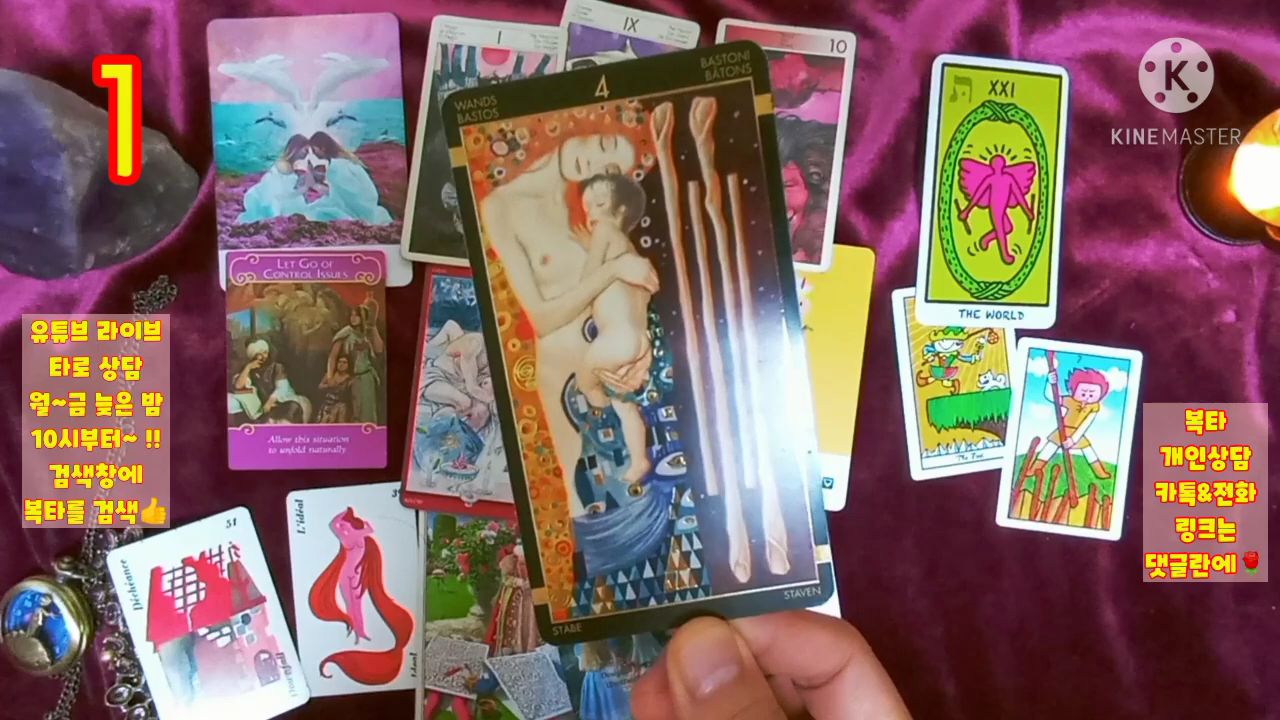 1
유튜브 라이브
타로 상담
월~금 늦은 밤
10시부터~ !!
검색창에
복타를 검색👍
LET GO OF
CONTROL ISSUES
Allow this situation
to unfold naturally.
51
Déchéance
L'idéal
I
IX
10
WANDS
BASTOS
4
BASTONI
BÂTONS
STÄBE
STAVEN
XXI
THE WORLD
The Fool
7
K
KINEMASTER
복타
개인상담
카톡&전화
링크는
댓글란에🌹